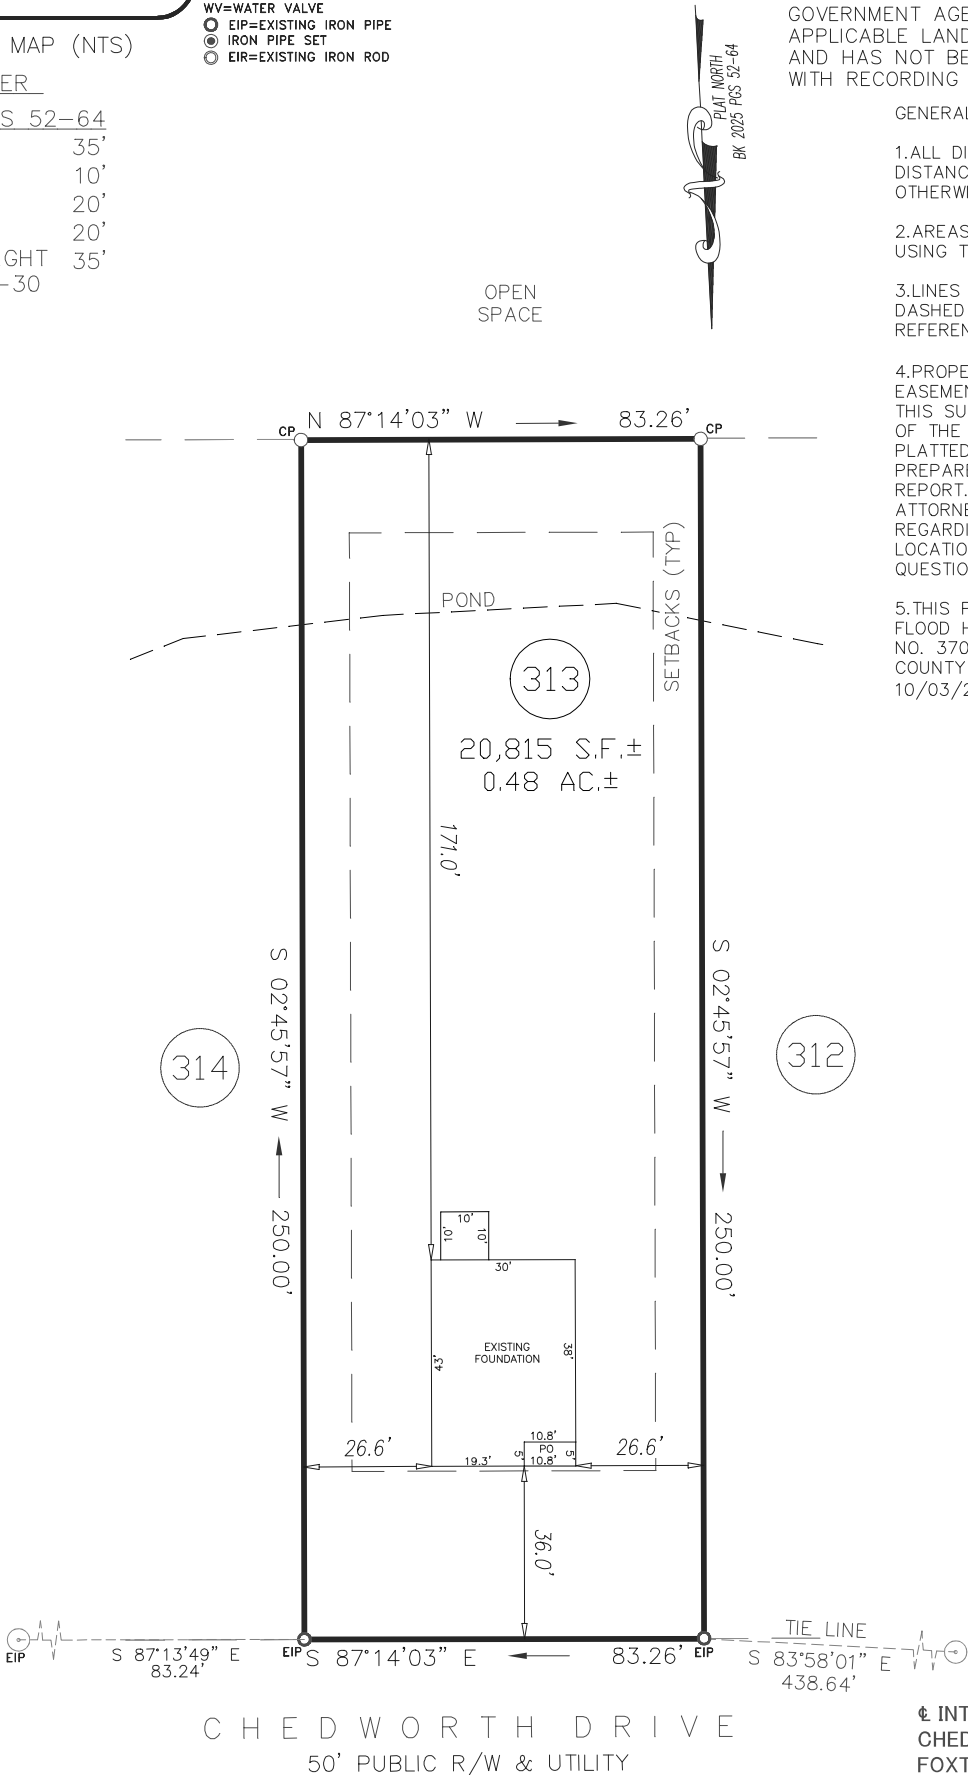 WV=WATER VALVE
EIP=EXISTING IRON PIPE
IRON PIPE SET
EIR=EXISTING IRON ROD
MAP (NTS)
ER
S 52-64
35'
10'
20'
20'
GHT 35'
-30
PLAT NORTH
BK 2025 PGS 52-64
GOVERNMENT AGE
APPLICABLE LAND
AND HAS NOT BE
WITH RECORDING
GENERAL
1.ALL DI
DISTANC
OTHERWI
2.AREAS
USING T
3.LINES
DASHED
REFEREN
4.PROPE
EASEMEN
THIS SU
OF THE
PLATTED
PREPARE
REPORT.
ATTORNE
REGARDI
LOCATIO
QUESTIO
5.THIS P
FLOOD H
NO. 370
COUNTY
10/03/2
OPEN
SPACE
CP N 87°14'03" W 83.26' CP
SETBACKS (TYP)
POND
313
20,815 S.F.±
0.48 AC.±
171.0'
S 02°45'57" W 250.00'
S 02°45'57" W 250.00'
314
312
10'
10' 10'
30'
EXISTING
FOUNDATION
43' 38'
10.8'
5' PO 5'
19.3' 10.8'
26.6' 26.6'
36.0'
EIP S 87°14'03" E 83.26' EIP
EIP
S 87°13'49" E
83.24'
TIE LINE
S 83°58'01" E
438.64'
CHEDWORTH DRIVE
50' PUBLIC R/W & UTILITY
℄ INT
CHED
FOXT